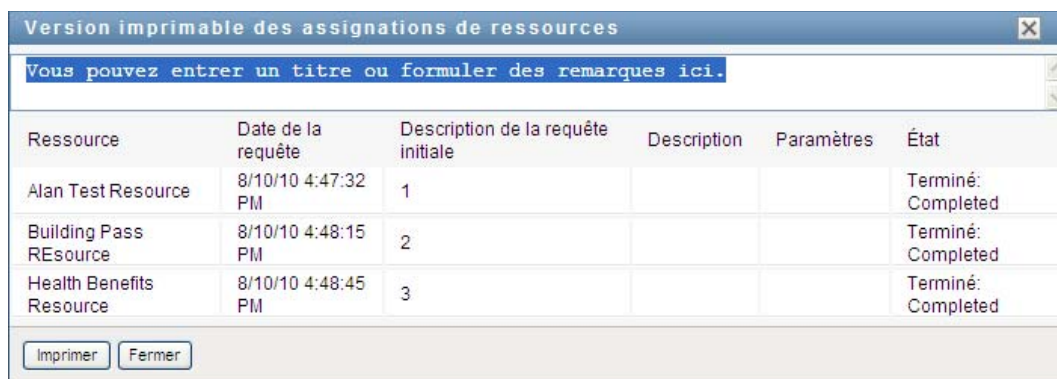 Version imprimable des assignations de ressources
Vous pouvez entrer un titre ou formuler des remarques ici.
Ressource
Date de la
requête
Description de la requête
initiale
Description
Paramètres
État
Alan Test Resource
8/10/10 4:47:32
PM
1
Terminé:
Completed
Building Pass
REsource
8/10/10 4:48:15
PM
2
Terminé:
Completed
Health Benefits
Resource
8/10/10 4:48:45
PM
3
Terminé:
Completed
Imprimer
Fermer